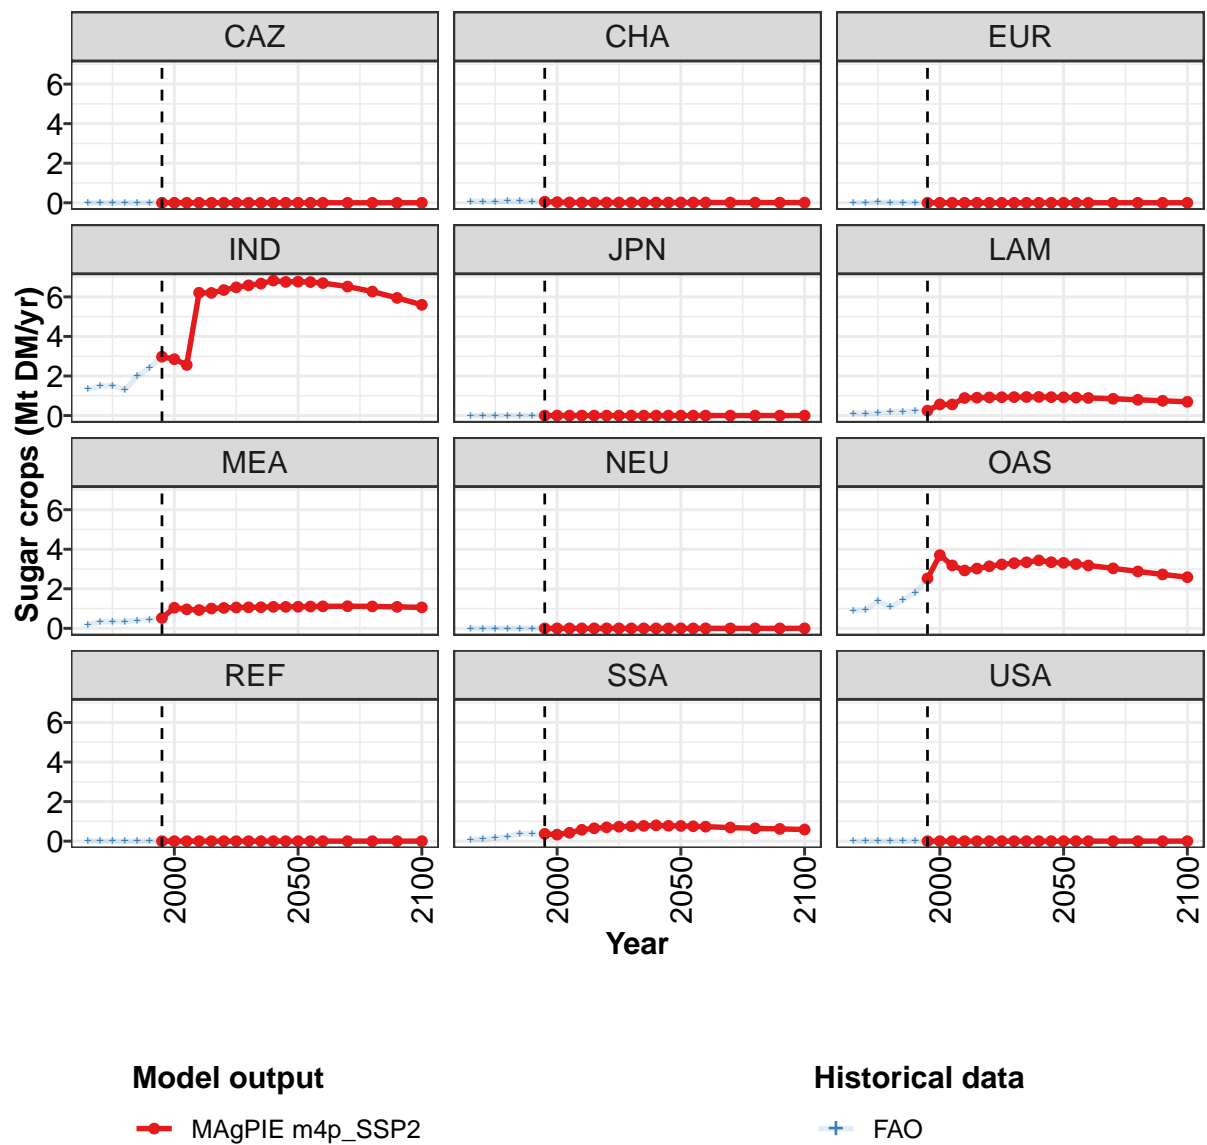 CAZ CHA EUR
6
4
2
0
IND JPN LAM
6
4
2
0
MEA NEU OAS
6
4
2
0
REF SSA USA
6
4
2
0
Sugar crops (Mt DM/yr)
2000 2050 2100 2000 2050 2100 2000 2050 2100
Year
Model output Historical data
MAgPIE m4p_SSP2 FAO